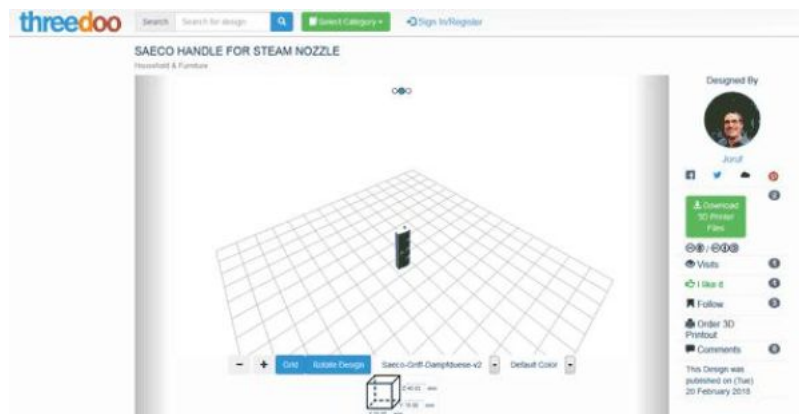 threedoo
Search Search for design Select Category Sign In/Register
SAECO HANDLE FOR STEAM NOZZLE
Household & Furniture
Designed By
Joruf
Download
3D Printer
Files
Visits
I like it
Follow
Order 3D
Printout
Comments
This Design was
published on (Tue)
20 February 2018
- + Grid Rotate Design Saeco-Griff-Dampfduese-v2 Default Color
mm
mm